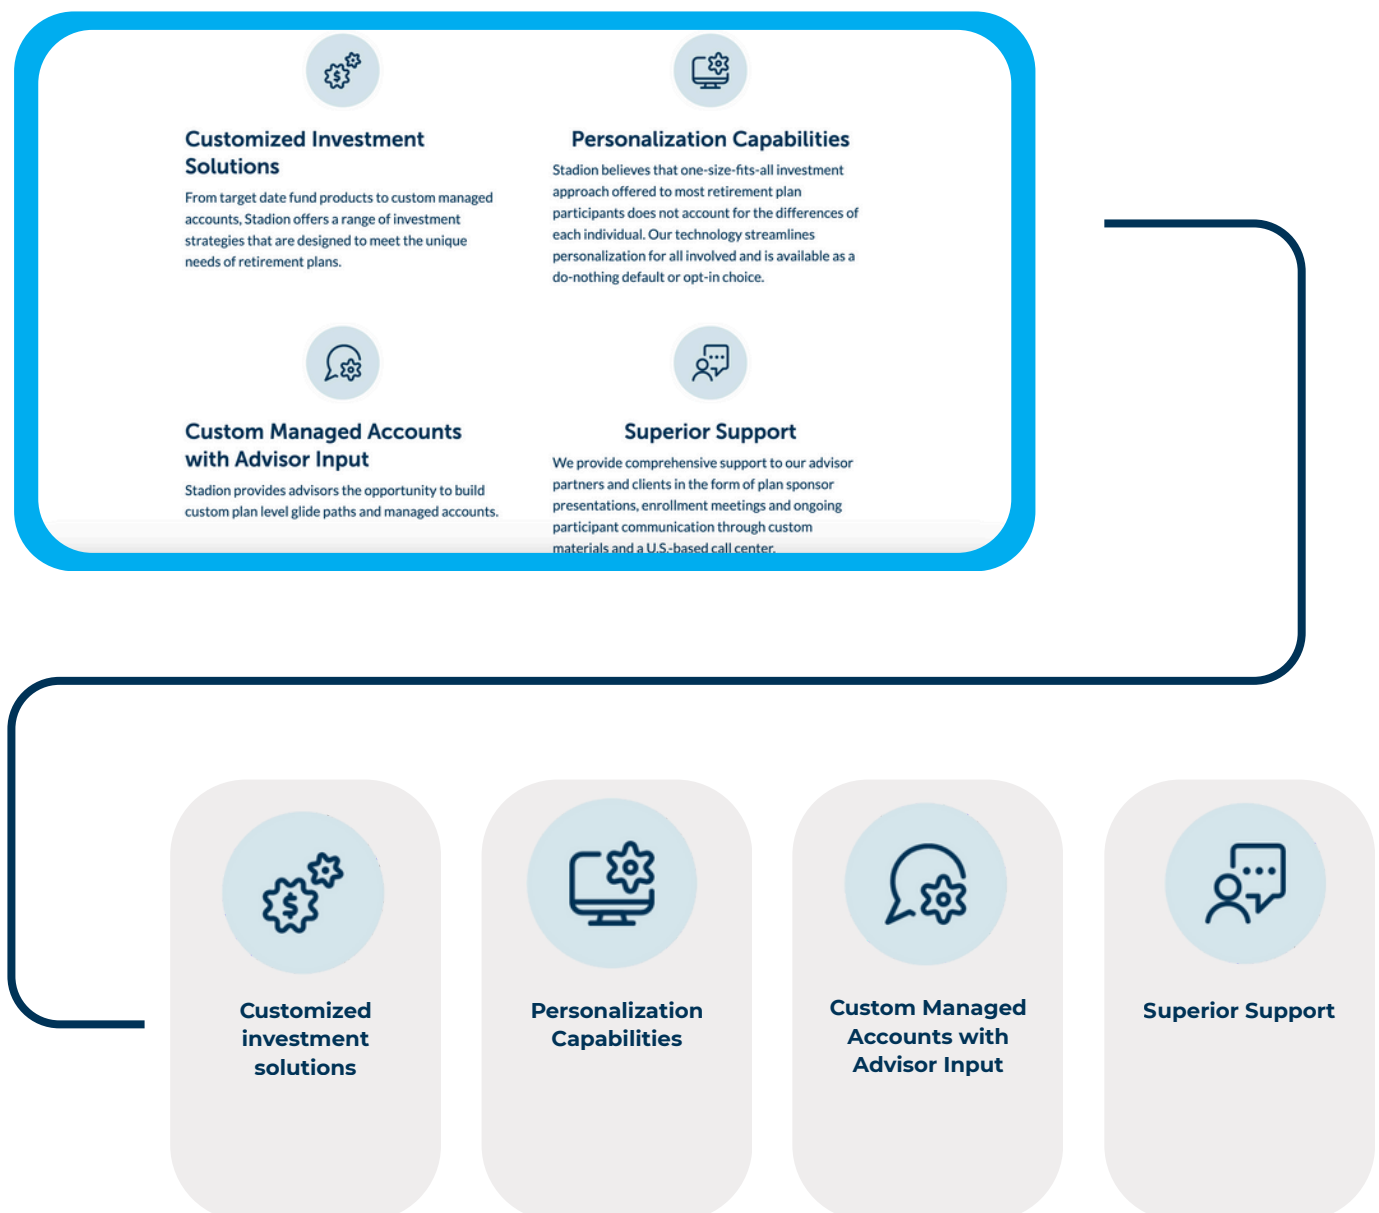 Customized Investment
Solutions
From target date fund products to custom managed
accounts, Stadion offers a range of investment
strategies that are designed to meet the unique
needs of retirement plans.
Personalization Capabilities
Stadion believes that one-size-fits-all investment
approach offered to most retirement plan
participants does not account for the differences of
each individual. Our technology streamlines
personalization for all involved and is available as a
do-nothing default or opt-in choice.
Custom Managed Accounts
with Advisor Input
Stadion provides advisors the opportunity to build
custom plan level glide paths and managed accounts.
Superior Support
We provide comprehensive support to our advisor
partners and clients in the form of plan sponsor
presentations, enrollment meetings and ongoing
participant communication through custom
materials and a U.S.-based call center.
Customized
investment
solutions
Personalization
Capabilities
Custom Managed
Accounts with
Advisor Input
Superior Support